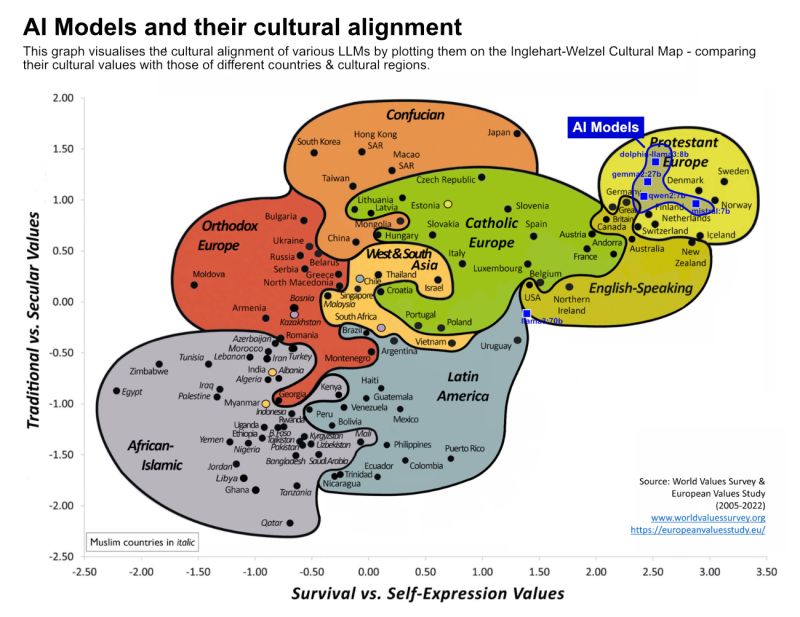 AI Models and their cultural alignment
This graph visualises the cultural alignment of various LLMs by plotting them on the Inglehart-Welzel Cultural Map - comparing
their cultural values with those of different countries & cultural regions.
Traditional vs. Secular Values
2.00
1.50
1.00
0.50
0.00
-0.50
-1.00
-1.50
-2.00
-2.50
Confucian
South Korea
Hong Kong
SAR
Japan
Macao
SAR
Taiwan
China
AI Models
Protestant
Europe
dolphin-llama3:8b
gemma2:27b
qwen2:7b
mistral:7b
Sweden
Denmark
Norway
Germany
Finland
Netherlands
Switzerland
Iceland
Great
Britain
Canada
Australia
New
Zealand
English-Speaking
USA
Northern
Ireland
llama3:70b
Catholic
Europe
Czech Republic
Lithuania
Latvia
Estonia
Slovenia
Mongolia
Hungary
Slovakia
Spain
Austria
Andorra
France
Italy
Luxembourg
Belgium
Croatia
Portugal
Poland
Orthodox
Europe
Bulgaria
Ukraine
Russia
Belarus
Serbia
Greece
North Macedonia
Moldova
Bosnia
Armenia
Kazakhstan
Romania
Montenegro
Georgia
West & South
Asia
Chile
Thailand
Israel
Singapore
Malaysia
South Africa
Vietnam
Brazil
Argentina
Uruguay
Latin
America
Haiti
Guatemala
Kenya
Peru
Venezuela
Mexico
Bolivia
Mali
Philippines
Puerto Rico
Ecuador
Colombia
Trinidad
Nicaragua
African-
Islamic
Azerbaijan
Morocco
Lebanon
Iran
Turkey
Tunisia
Zimbabwe
India
Albania
Algeria
Egypt
Iraq
Palestine
Myanmar
Indonesia
Rwanda
Uganda
Ethiopia
B.Faso
Tajikistan
Kyrgyzstan
Uzbekistan
Yemen
Nigeria
Pakistan
Bangladesh
Saudi Arabia
Jordan
Libya
Ghana
Tanzania
Qatar
Muslim countries in italic
Source: World Values Survey &
European Values Study
(2005-2022)
www.worldvaluessurvey.org
https://europeanvaluesstudy.eu/
-2.50 -2.00 -1.50 -1.00 -0.50 0.00 0.50 1.00 1.50 2.00 2.50 3.00 3.50
Survival vs. Self-Expression Values